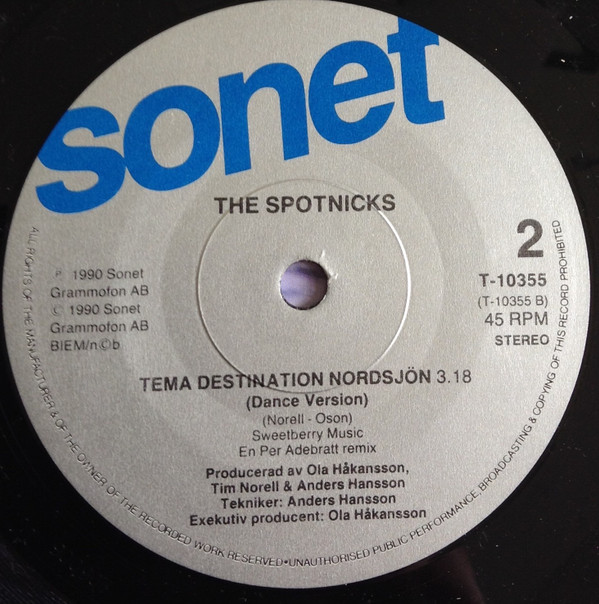 sonet
THE SPOTNICKS
2
℗ 1990 Sonet
Grammofon AB
© 1990 Sonet
Grammofon AB
BIEM/n©b
T-10355
(T-10355 B)
45 RPM
STEREO
TEMA DESTINATION NORDSJÖN 3.18
(Dance Version)
(Norell - Oson)
Sweetberry Music
En Per Adebratt remix
Producerad av Ola Håkansson,
Tim Norell & Anders Hansson
Tekniker: Anders Hansson
Exekutiv producent: Ola Håkansson
ALL RIGHTS OF THE MANUFACTURER & OF THE OWNER OF THE RECORDED WORK RESERVED•UNAUTHORISED PUBLIC PERFORMANCE, BROADCASTING & COPYING OF THIS RECORD PROHIBITED